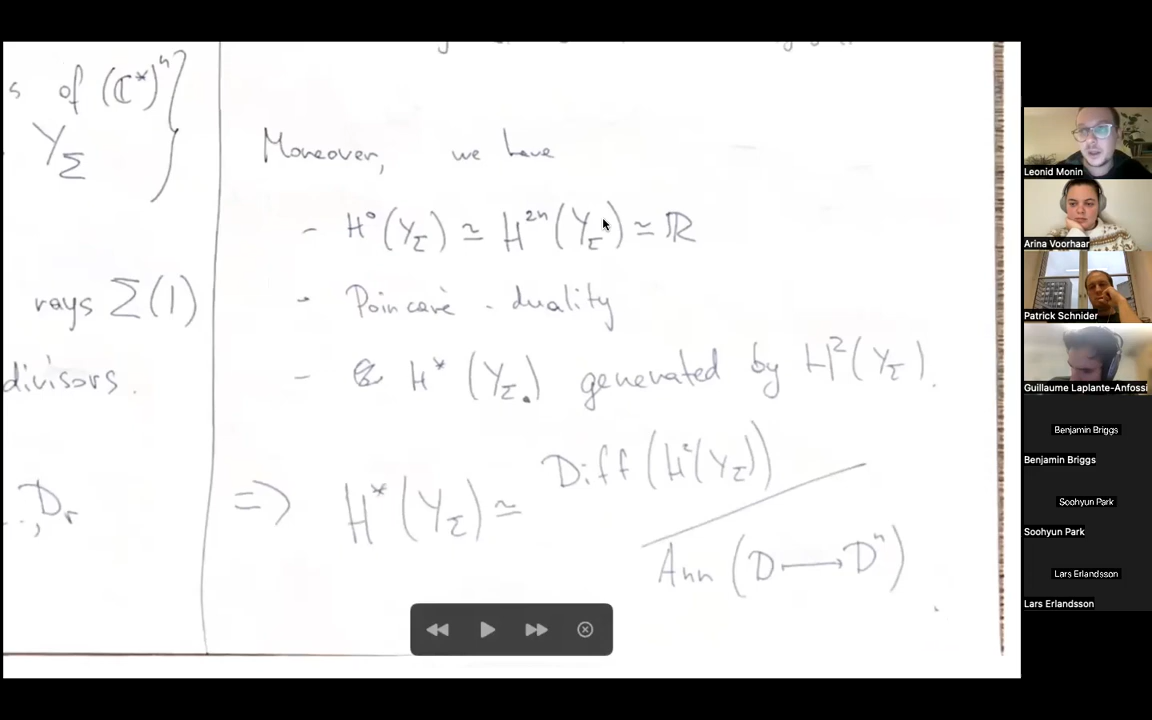 s of (ℂ*)ⁿ}
Y_Σ
rays Σ(1)
divisors.
..., D_r
Moreover, we have
- H⁰(Y_Σ) ≃ H²ⁿ(Y_Σ) ≃ ℝ
- Poincaré - duality
- H*(Y_Σ) generated by H²(Y_Σ).
=> H*(Y_Σ) ≃ Diff(H²(Y_Σ)) / Ann(D ⟼ Dⁿ)
Leonid Monin
Arina Voorhaar
Patrick Schnider
Guillaume Laplante-Anfossi
Benjamin Briggs
Benjamin Briggs
Soohyun Park
Soohyun Park
Lars Erlandsson
Lars Erlandsson